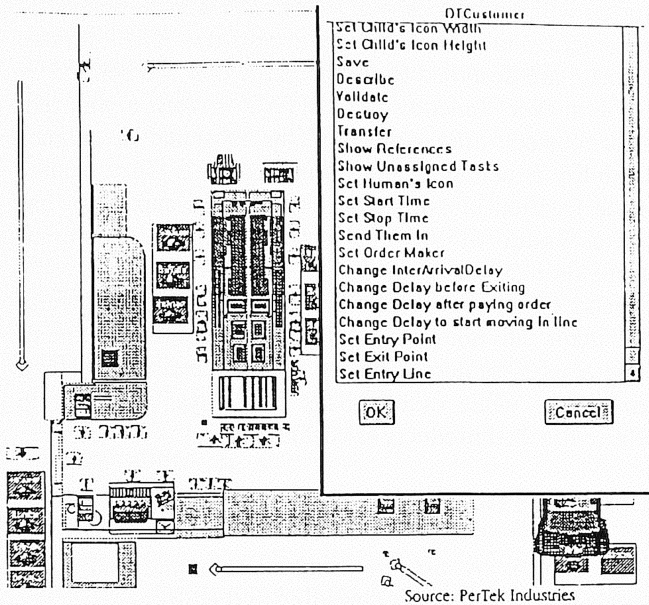 DTCustomer
Set Child's Icon Width
Set Child's Icon Height
Save
Describe
Validate
Destroy
Transfer
Show References
Show Unassigned Tasks
Set Human's Icon
Set Start Time
Set Stop Time
Send Them In
Set Order Maker
Change InterArrivalDelay
Change Delay before Exiting
Change Delay after paying order
Change Delay to start moving In line
Set Entry Point
Set Exit Point
Set Entry Line
OK
Cancel
Source: PerTek Industries